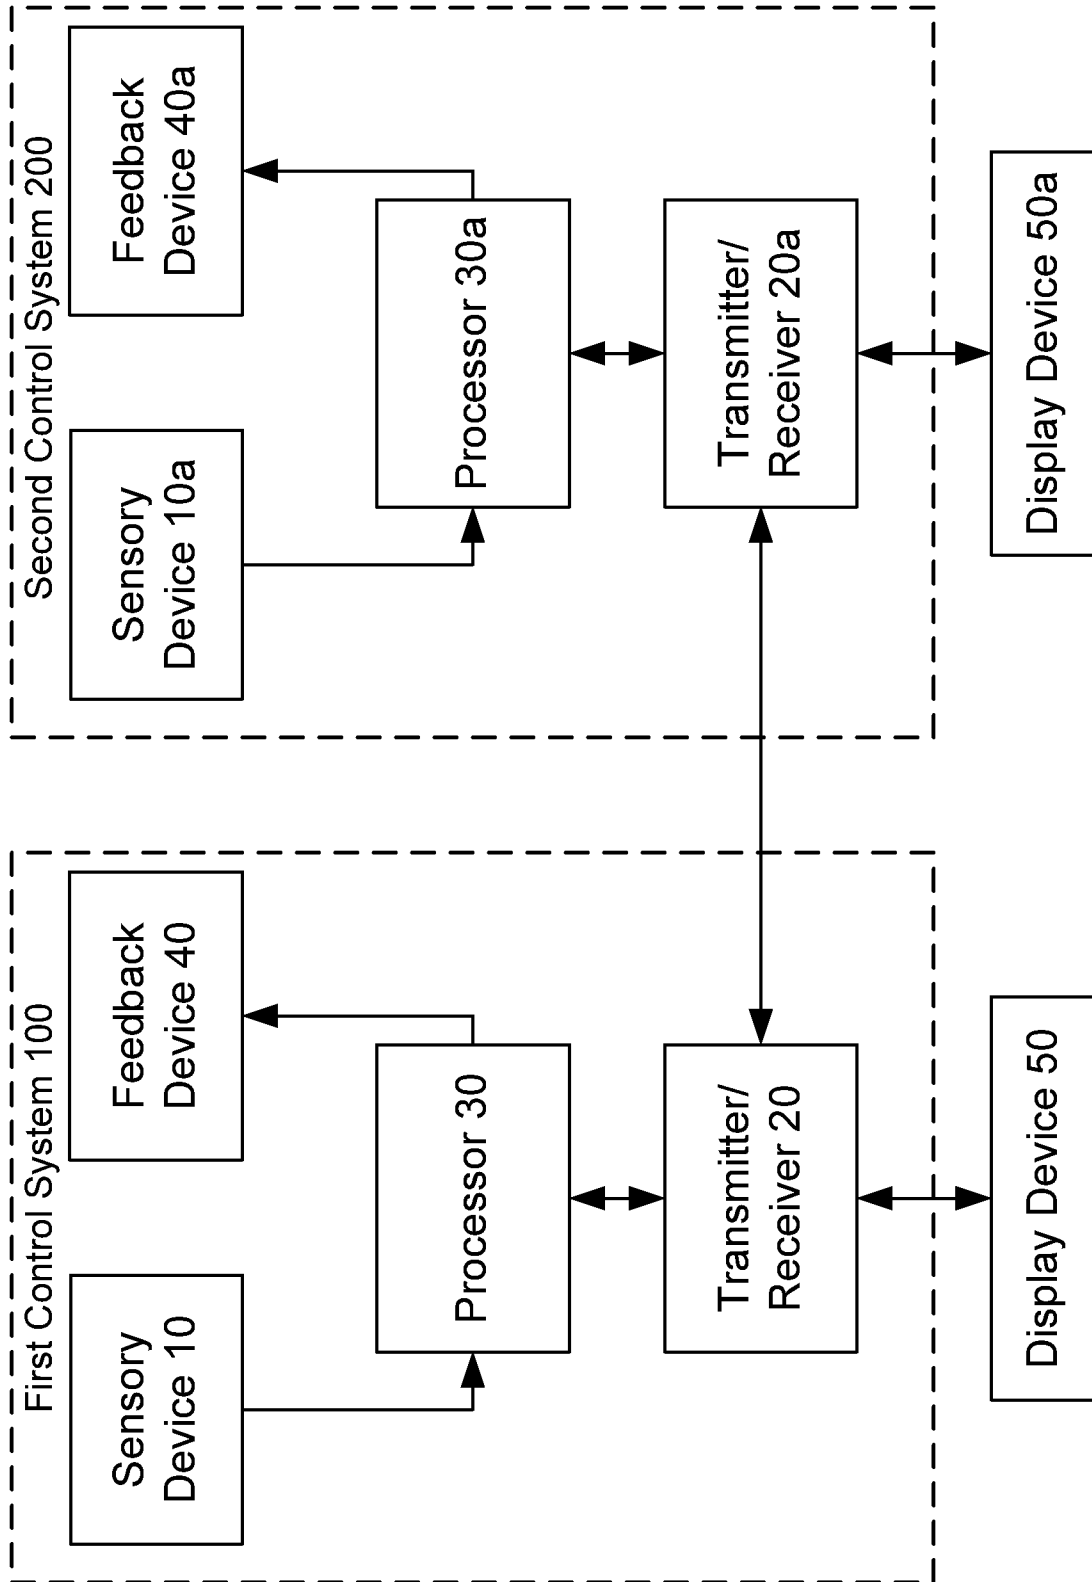 First Control System 100
Sensory
Device 10
Feedback
Device 40
Processor 30
Transmitter/
Receiver 20
Display Device 50
Second Control System 200
Sensory
Device 10a
Feedback
Device 40a
Processor 30a
Transmitter/
Receiver 20a
Display Device 50a